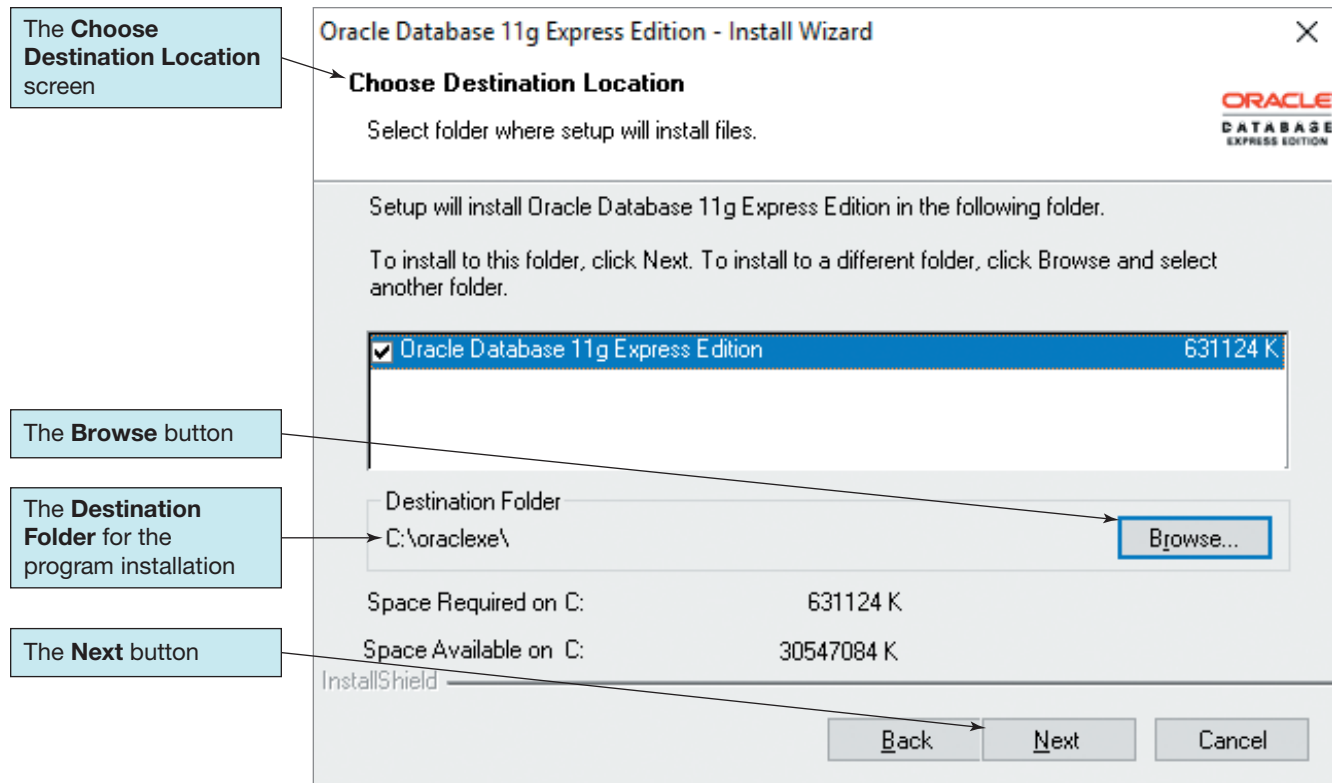 The Choose
Destination Location
screen
Oracle Database 11g Express Edition - Install Wizard
Choose Destination Location
Select folder where setup will install files.
ORACLE
DATABASE
EXPRESS EDITION
Setup will install Oracle Database 11g Express Edition in the following folder.
To install to this folder, click Next. To install to a different folder, click Browse and select
another folder.
Oracle Database 11g Express Edition 631124 K
The Browse button
The Destination
Folder for the
program installation
Destination Folder
C:\oraclexe\
Browse...
Space Required on C: 631124 K
The Next button
Space Available on C: 30547084 K
InstallShield
Back Next Cancel